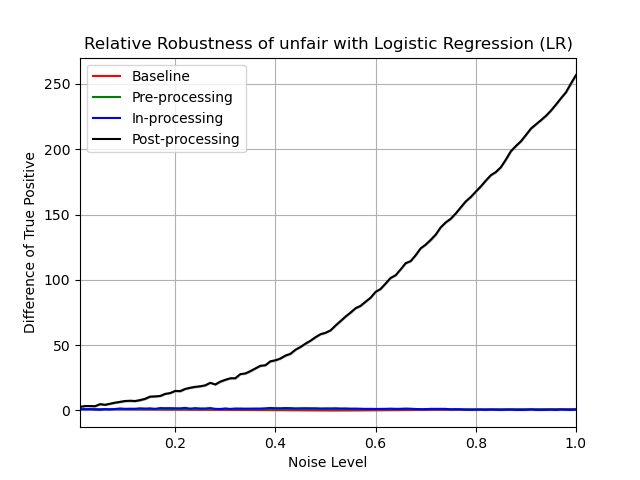 Relative Robustness of unfair with Logistic Regression (LR)
Baseline
Pre-processing
In-processing
Post-processing
Difference of True Positive
250
200
150
100
50
0
0.2 0.4 0.6 0.8 1.0
Noise Level